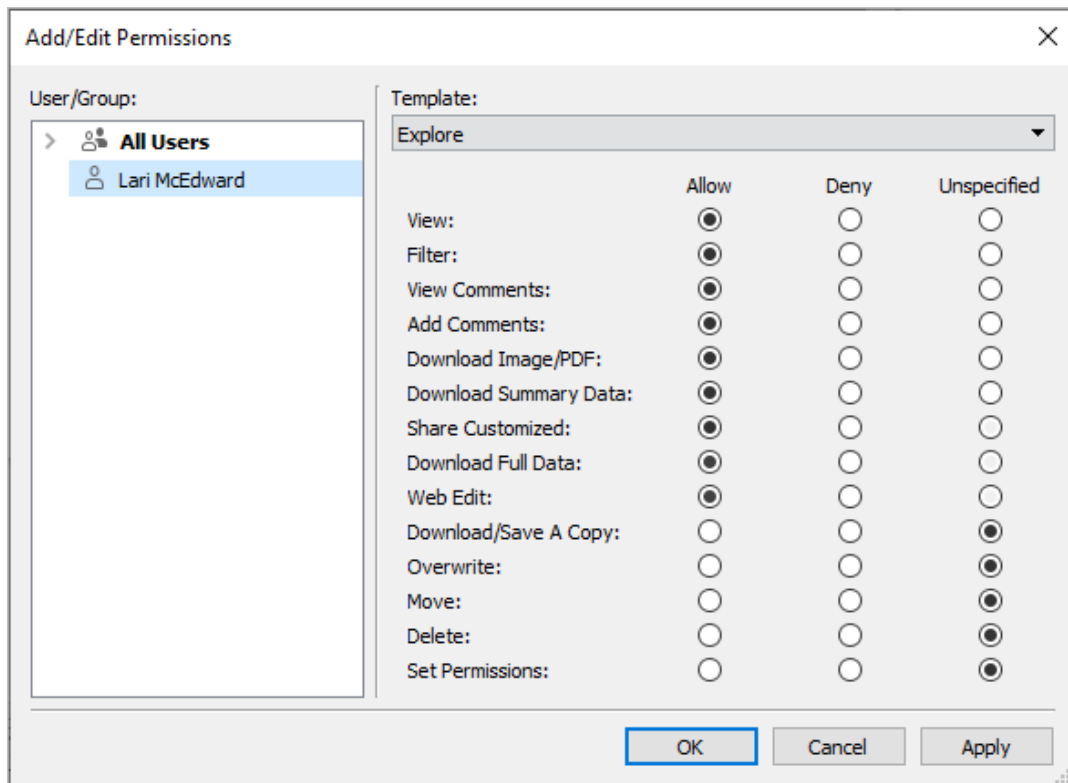 Add/Edit Permissions
User/Group:
All Users
Lari McEdward
Template:
Explore
Allow Deny Unspecified
View:
Filter:
View Comments:
Add Comments:
Download Image/PDF:
Download Summary Data:
Share Customized:
Download Full Data:
Web Edit:
Download/Save A Copy:
Overwrite:
Move:
Delete:
Set Permissions:
OK Cancel Apply